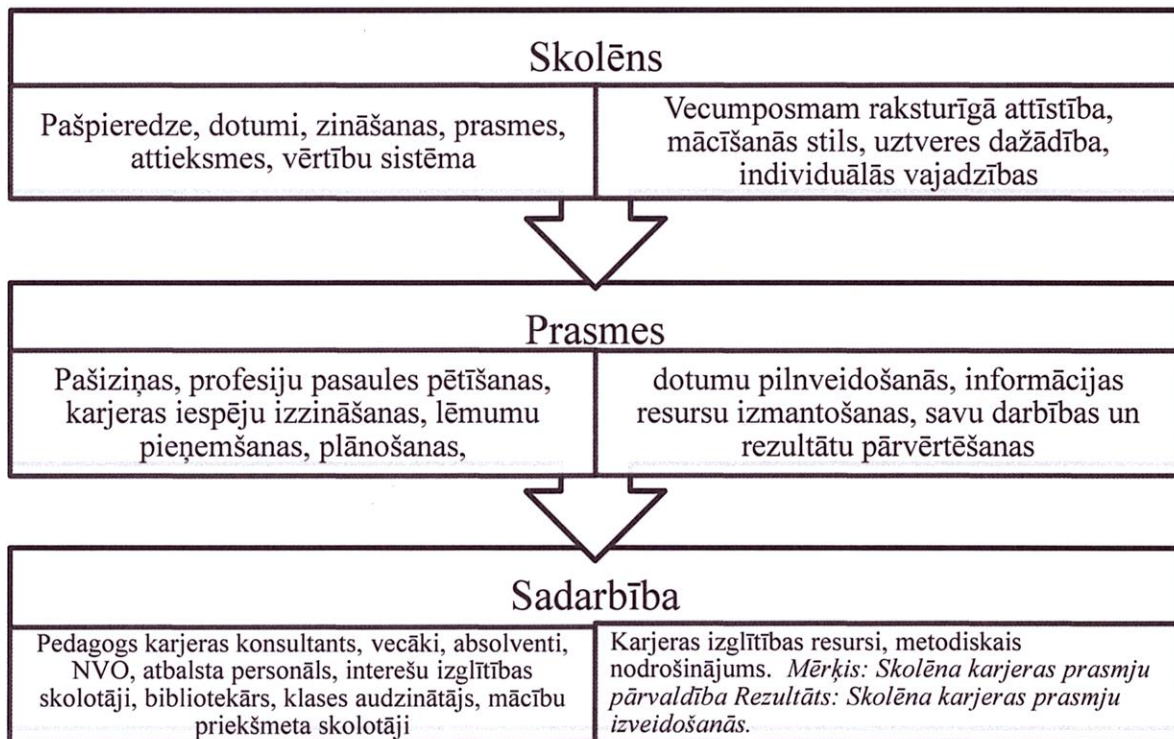 Skolēns
Pašpieredze, dotumi, zināšanas, prasmes,
attieksmes, vērtību sistēma
Vecumposmam raksturīgā attīstība,
mācīšanās stils, uztveres dažādība,
individuālās vajadzības
Prasmes
Pašiziņas, profesiju pasaules pētīšanas,
karjeras iespēju izzināšanas, lēmumu
pieņemšanas, plānošanas,
dotumu pilnveidošanās, informācijas
resursu izmantošanas, savu darbības un
rezultātu pārvērtēšanas
Sadarbība
Pedagogs karjeras konsultants, vecāki, absolventi,
NVO, atbalsta personāls, interešu izglītības
skolotāji, bibliotekārs, klases audzinātājs, mācību
priekšmeta skolotāji
Karjeras izglītības resursi, metodiskais
nodrošinājums. Mērķis: Skolēna karjeras prasmju
pārvaldība Rezultāts: Skolēna karjeras prasmju
izveidošanās.